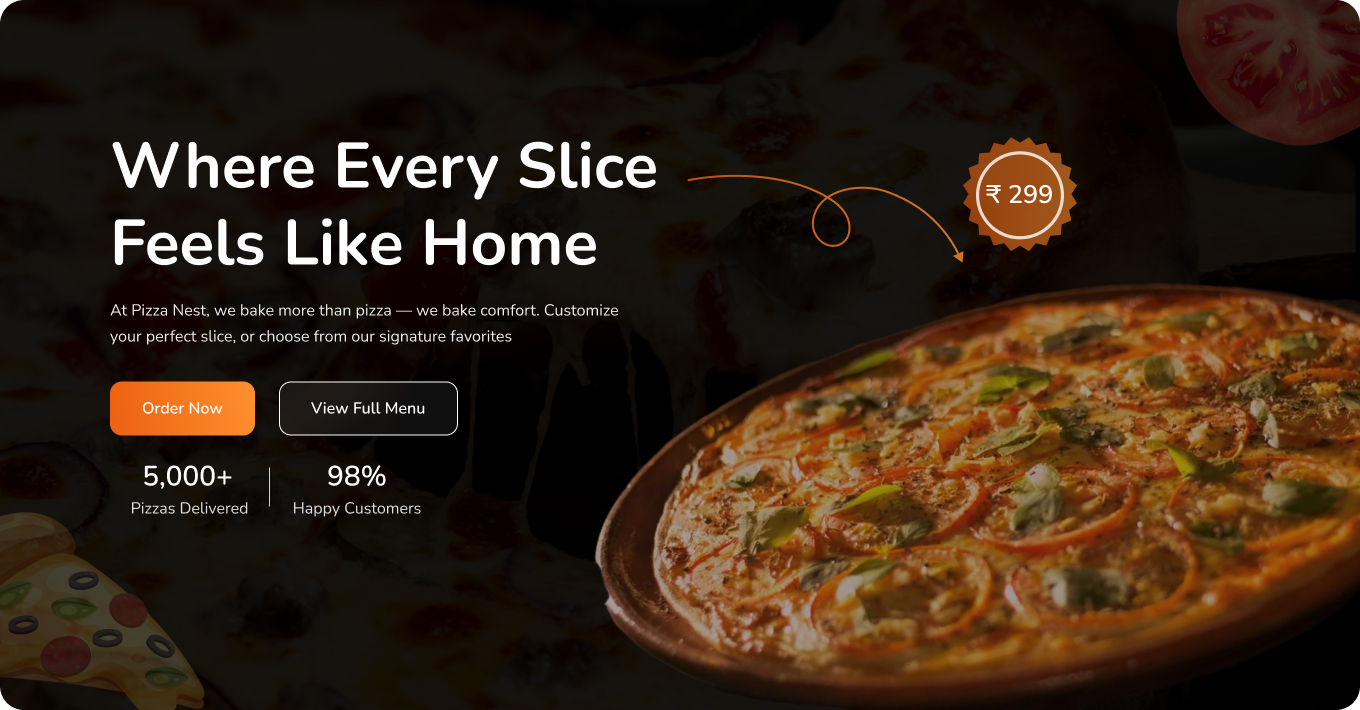 Where Every Slice
Feels Like Home
₹ 299
At Pizza Nest, we bake more than pizza — we bake comfort. Customize
your perfect slice, or choose from our signature favorites
Order Now
View Full Menu
5,000+
Pizzas Delivered
98%
Happy Customers